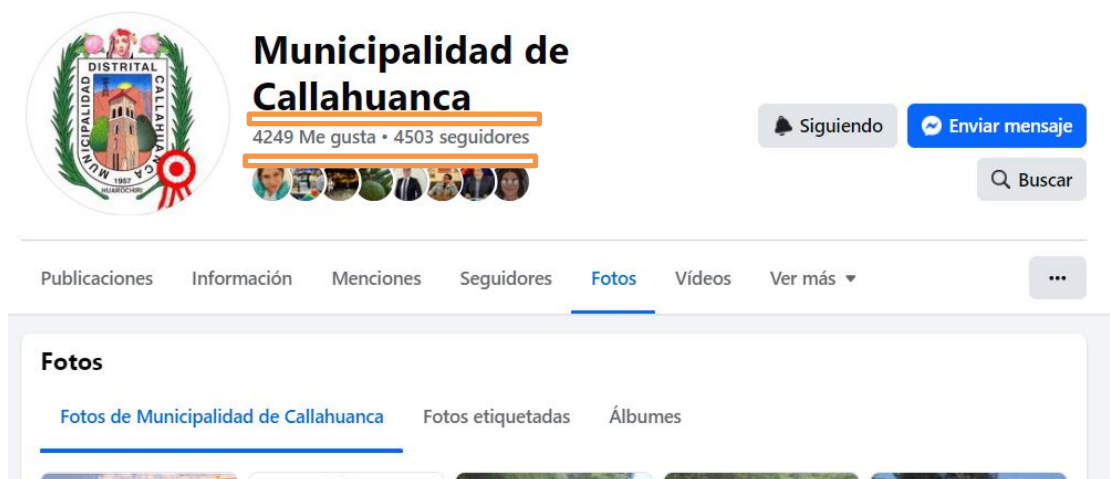 MUNICIPALIDAD DISTRITAL CALLAHUANCA
1957
HUAROCHIRI
Municipalidad de
Callahuanca
4249 Me gusta • 4503 seguidores
Siguiendo
Enviar mensaje
Buscar
Publicaciones Información Menciones Seguidores Fotos Vídeos Ver más
Fotos
Fotos de Municipalidad de Callahuanca Fotos etiquetadas Álbumes